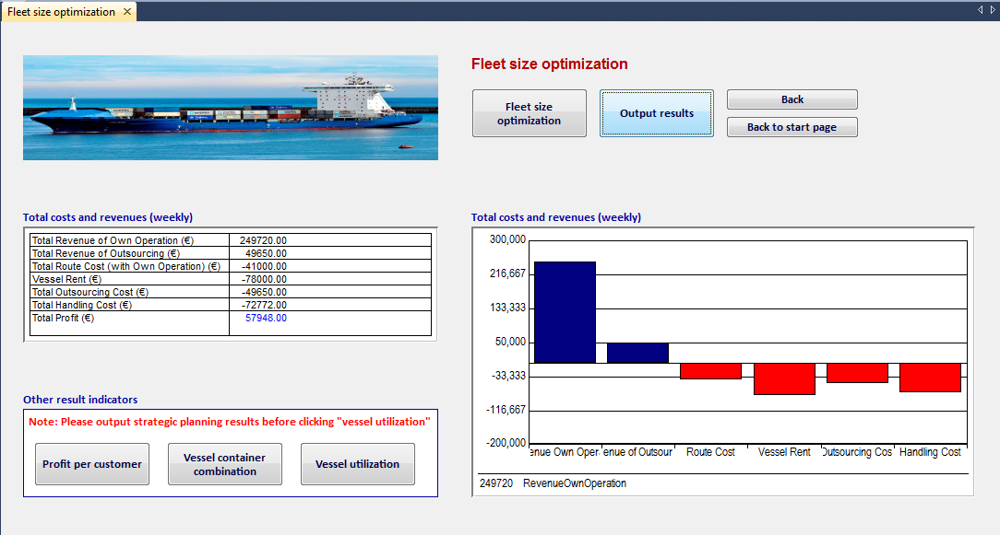 Fleet size optimization
Fleet size optimization
Fleet size
optimization
Output results
Back
Back to start page
Total costs and revenues (weekly)
Total Revenue of Own Operation (€) 249720.00
Total Revenue of Outsourcing (€) 49650.00
Total Route Cost (with Own Operation) (€) -41000.00
Vessel Rent (€) -78000.00
Total Outsourcing Cost (€) -49650.00
Total Handling Cost (€) -72772.00
Total Profit (€) 57948.00
Other result indicators
Note: Please output strategic planning results before clicking "vessel utilization"
Profit per customer
Vessel container
combination
Vessel utilization
Total costs and revenues (weekly)
300,000
216,667
133,333
50,000
-33,333
-116,667
-200,000
enue Own Oper enue of Outsour Route Cost Vessel Rent Outsourcing Cos Handling Cost
249720 RevenueOwnOperation